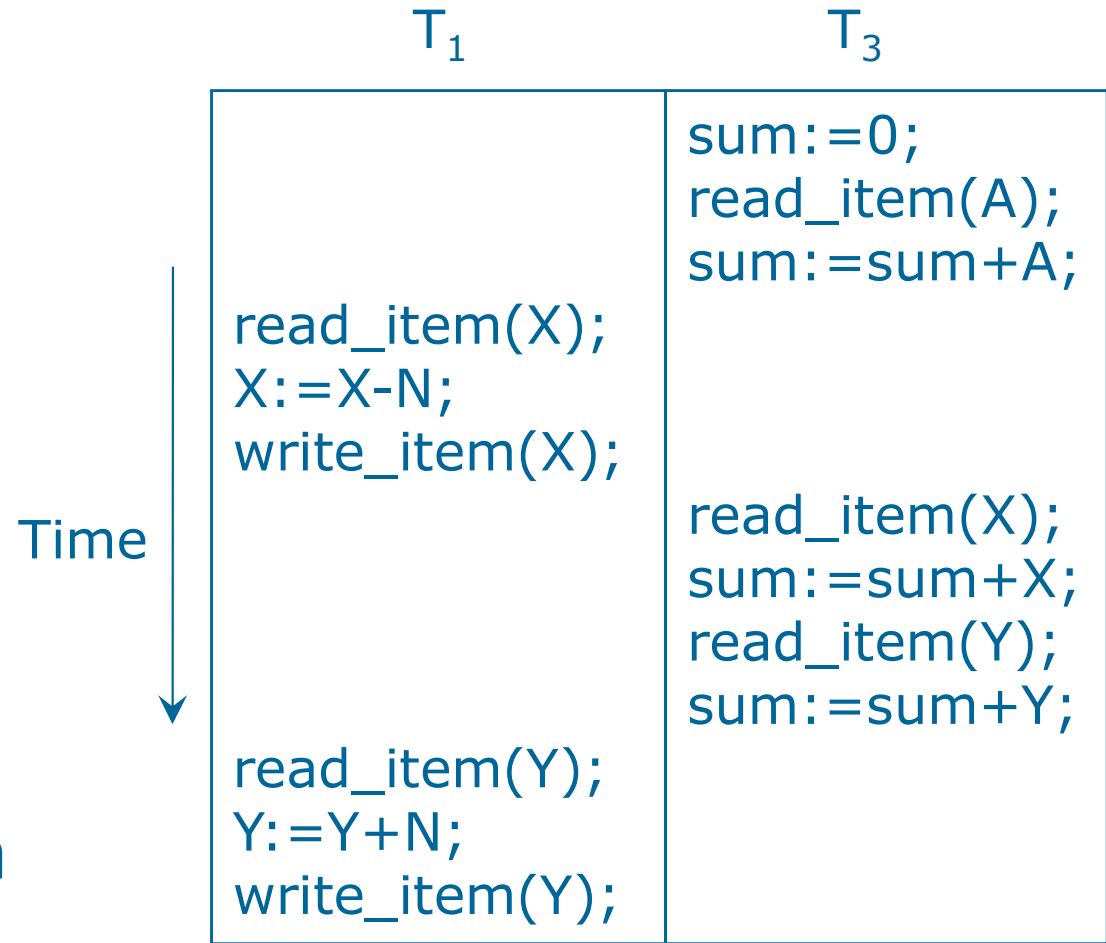 T₁ T₃
sum:=0;
read_item(A);
sum:=sum+A;
read_item(X);
X:=X-N;
write_item(X);
Time
read_item(X);
sum:=sum+X;
read_item(Y);
sum:=sum+Y;
read_item(Y);
Y:=Y+N;
write_item(Y);